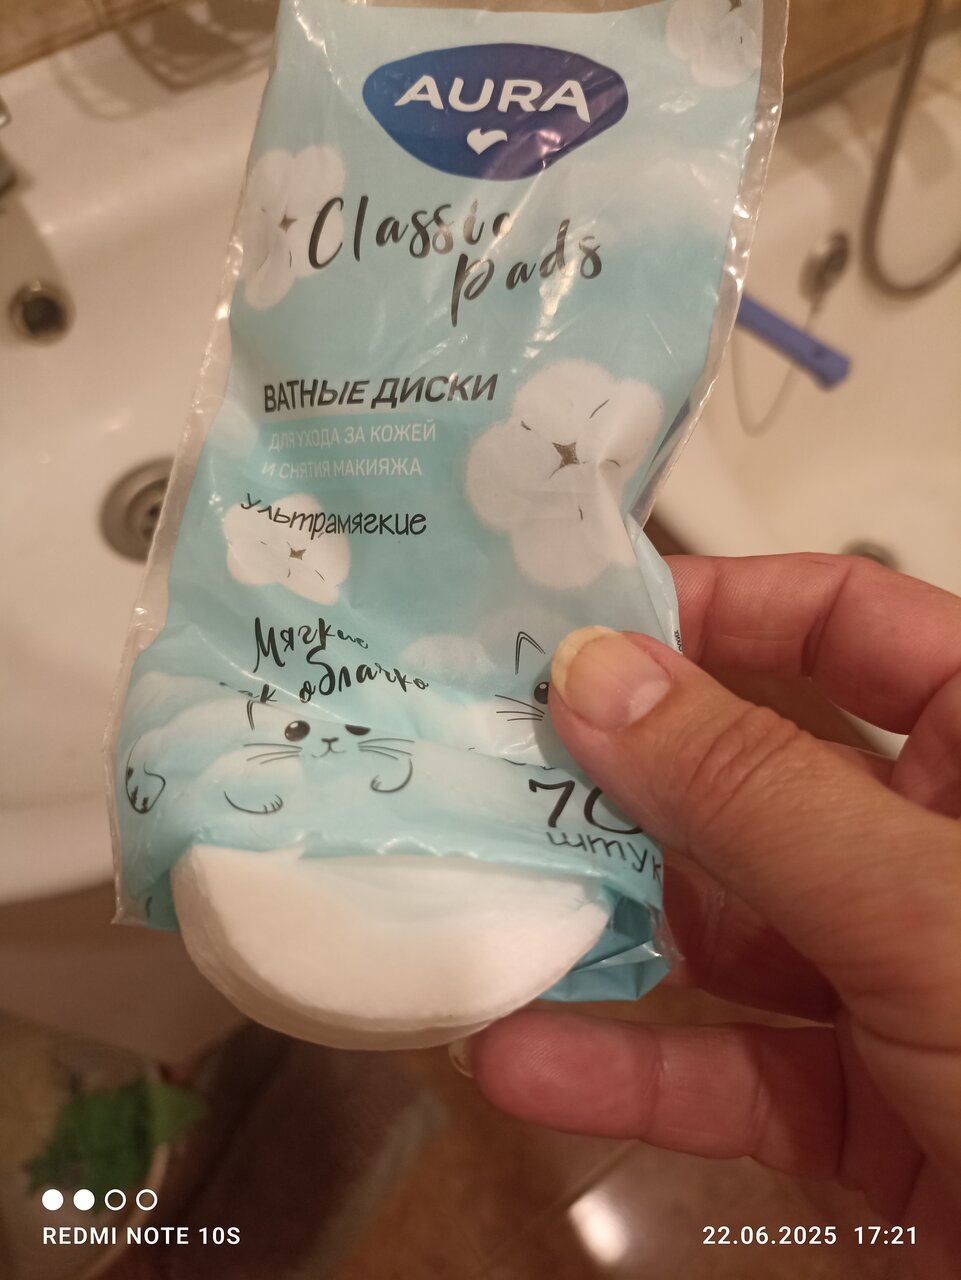 AURA
Classic
pads
ВАТНЫЕ ДИСКИ
ДЛЯ УХОДА ЗА КОЖЕЙ
И СНЯТИЯ МАКИЯЖА
ультрамягкие
Мягкие
облачко
70
штук
REDMI NOTE 10S
22.06.2025 17:21